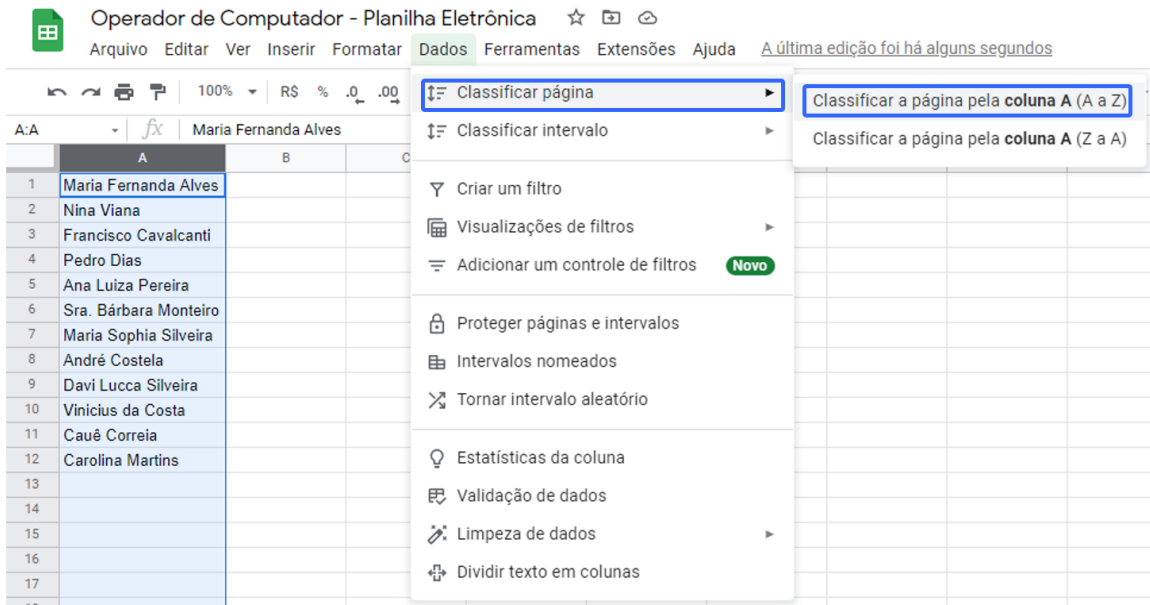 Operador de Computador - Planilha Eletrônica
Arquivo Editar Ver Inserir Formatar Dados Ferramentas Extensões Ajuda A última edição foi há alguns segundos
100% R$ % .0 .00
A:A fx Maria Fernanda Alves
A B C
1 Maria Fernanda Alves
2 Nina Viana
3 Francisco Cavalcanti
4 Pedro Dias
5 Ana Luiza Pereira
6 Sra. Bárbara Monteiro
7 Maria Sophia Silveira
8 André Costela
9 Davi Lucca Silveira
10 Vinicius da Costa
11 Cauê Correia
12 Carolina Martins
13
14
15
16
17
Classificar página
Classificar intervalo
Criar um filtro
Visualizações de filtros
Adicionar um controle de filtros Novo
Proteger páginas e intervalos
Intervalos nomeados
Tornar intervalo aleatório
Estatísticas da coluna
Validação de dados
Limpeza de dados
Dividir texto em colunas
Classificar a página pela coluna A (A a Z)
Classificar a página pela coluna A (Z a A)